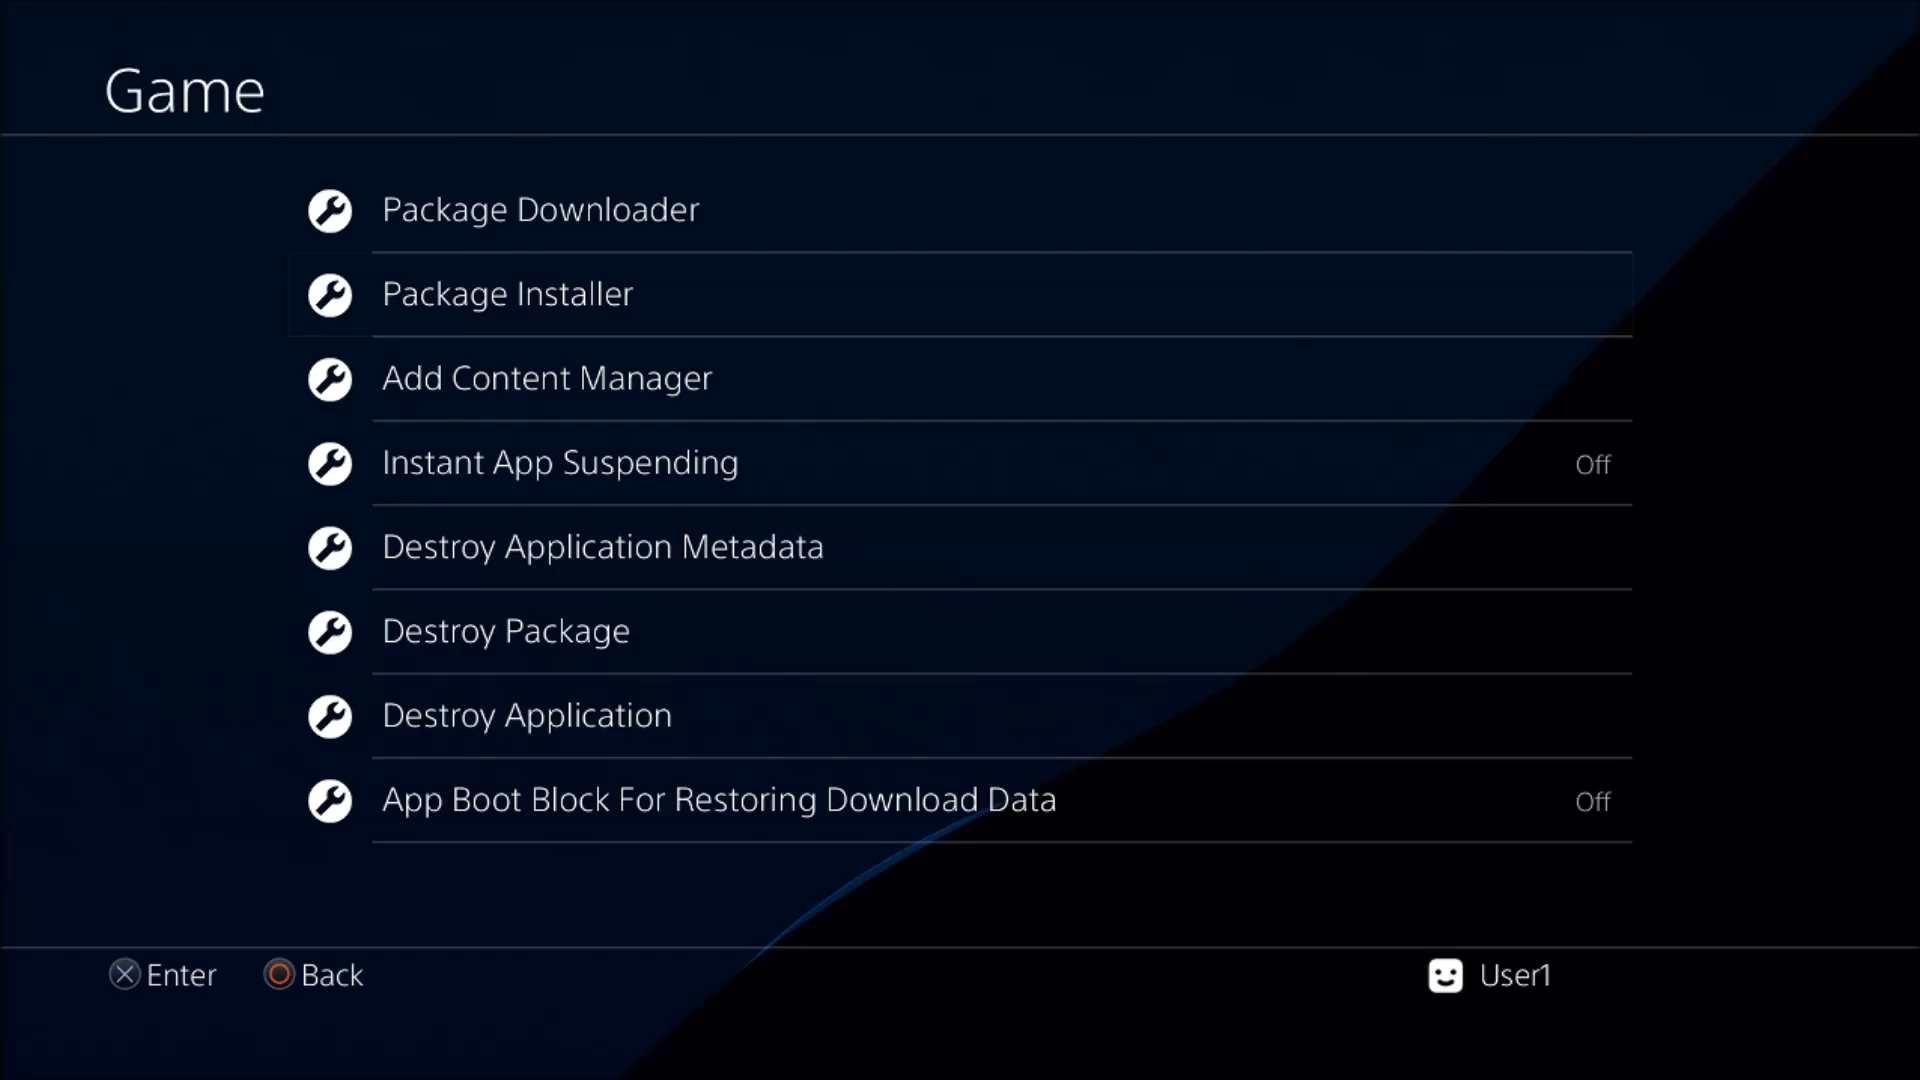 Game
Package Downloader
Package Installer
Add Content Manager
Instant App Suspending Off
Destroy Application Metadata
Destroy Package
Destroy Application
App Boot Block For Restoring Download Data Off
Enter Back User1